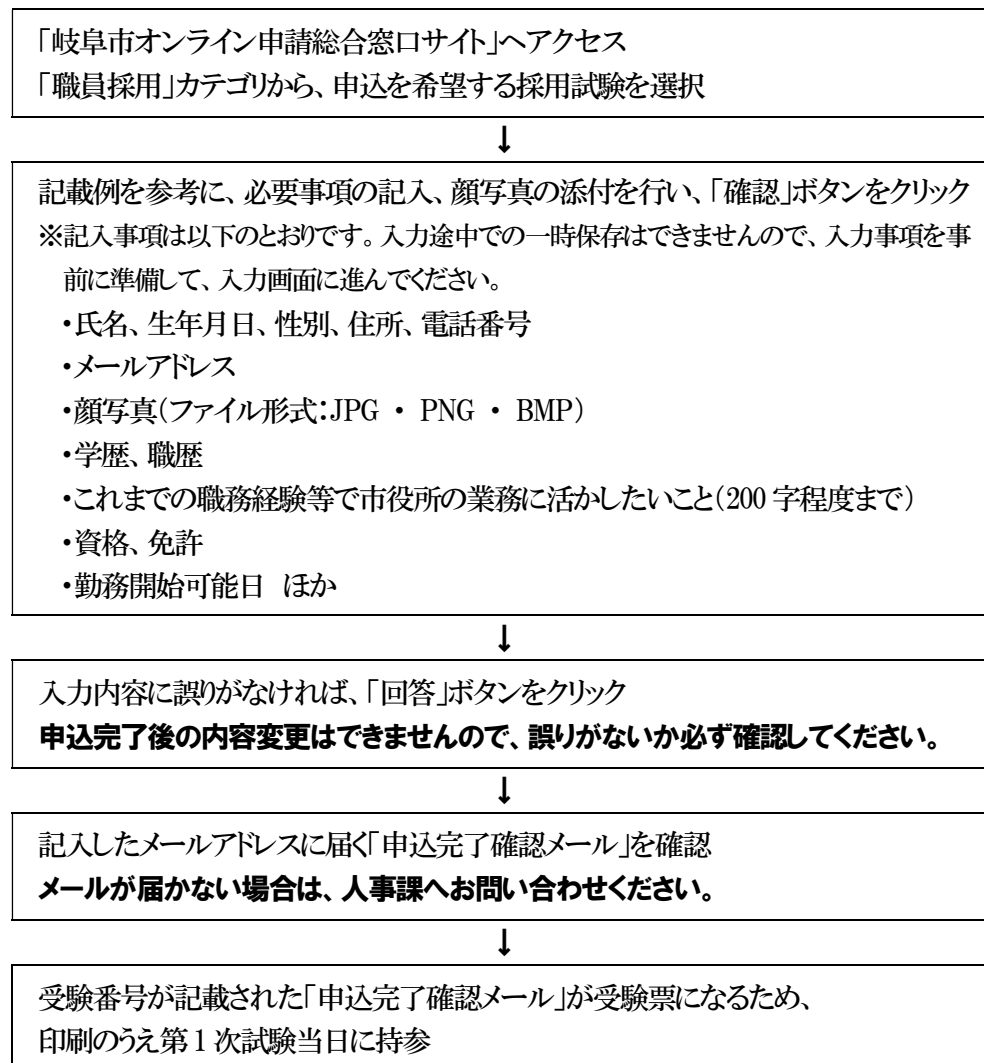 「岐阜市オンライン申請総合窓口サイト」へアクセス
「職員採用」カテゴリから、申込を希望する採用試験を選択
↓
記載例を参考に、必要事項の記入、顔写真の添付を行い、「確認」ボタンをクリック
※記入事項は以下のとおりです。入力途中での一時保存はできませんので、入力事項を事
前に準備して、入力画面に進んでください。
・氏名、生年月日、性別、住所、電話番号
・メールアドレス
・顔写真(ファイル形式：JPG ・ PNG ・ BMP)
・学歴、職歴
・これまでの職務経験等で市役所の業務に活かしたいこと(200 字程度まで)
・資格、免許
・勤務開始可能日　ほか
↓
入力内容に誤りがなければ、「回答」ボタンをクリック
申込完了後の内容変更はできませんので、誤りがないか必ず確認してください。
↓
記入したメールアドレスに届く「申込完了確認メール」を確認
メールが届かない場合は、人事課へお問い合わせください。
↓
受験番号が記載された「申込完了確認メール」が受験票になるため、
印刷のうえ第 1 次試験当日に持参